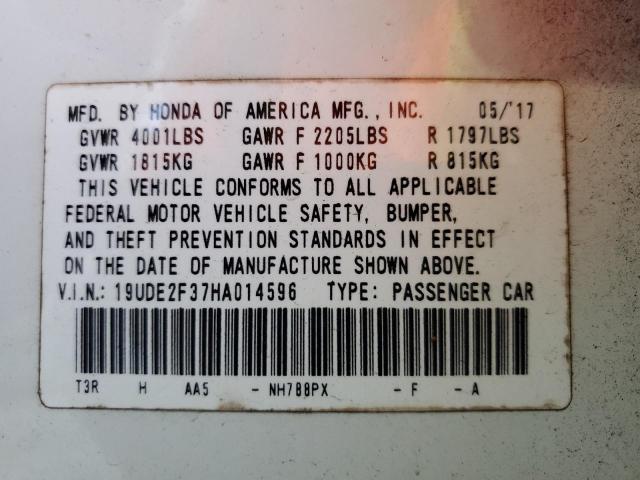 MFD. BY HONDA OF AMERICA MFG., INC. 05/'17
GVWR 4001LBS GAWR F 2205LBS R 1797LBS
GVWR 1815KG GAWR F 1000KG R 815KG
THIS VEHICLE CONFORMS TO ALL APPLICABLE
FEDERAL MOTOR VEHICLE SAFETY, BUMPER,
AND THEFT PREVENTION STANDARDS IN EFFECT
ON THE DATE OF MANUFACTURE SHOWN ABOVE.
V.I.N.: 19UDE2F37HA014596 TYPE: PASSENGER CAR
T3R H AA5 - NH788PX - F - A